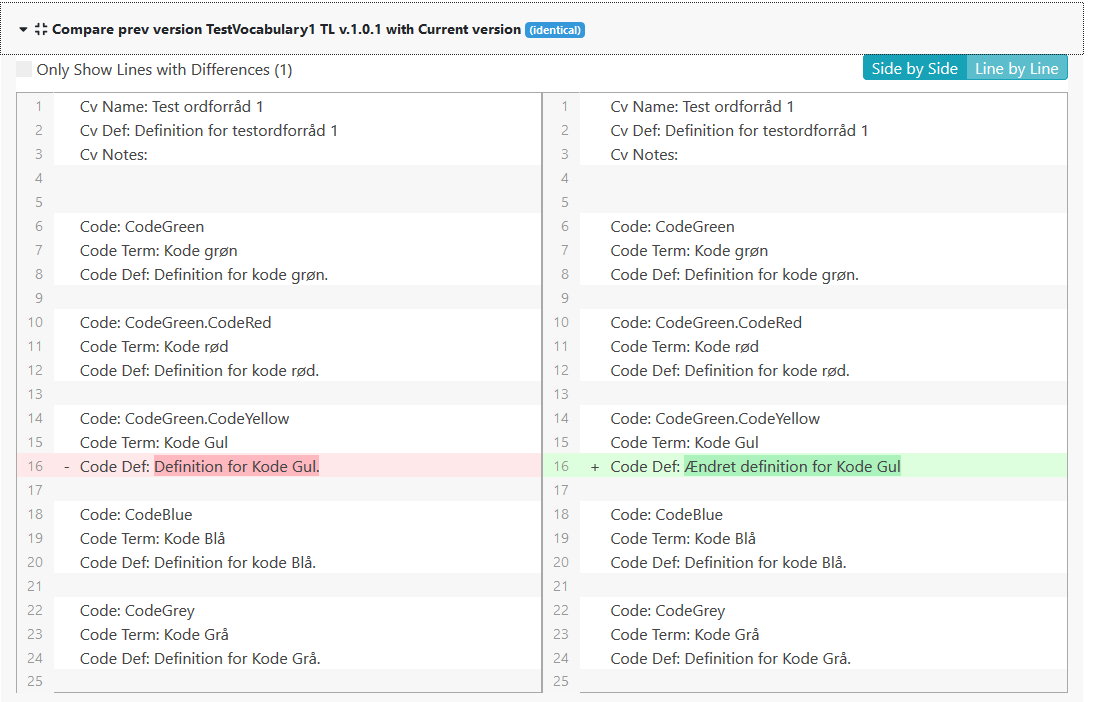 Compare prev version TestVocabulary1 TL v.1.0.1 with Current version (identical)
Only Show Lines with Differences (1)
Side by Side Line by Line
1 Cv Name: Test ordforråd 1
2 Cv Def: Definition for testordforråd 1
3 Cv Notes:
4
5
6 Code: CodeGreen
7 Code Term: Kode grøn
8 Code Def: Definition for kode grøn.
9
10 Code: CodeGreen.CodeRed
11 Code Term: Kode rød
12 Code Def: Definition for kode rød.
13
14 Code: CodeGreen.CodeYellow
15 Code Term: Kode Gul
16 - Code Def: Definition for Kode Gul.
17
18 Code: CodeBlue
19 Code Term: Kode Blå
20 Code Def: Definition for kode Blå.
21
22 Code: CodeGrey
23 Code Term: Kode Grå
24 Code Def: Definition for Kode Grå.
25
1 Cv Name: Test ordforråd 1
2 Cv Def: Definition for testordforråd 1
3 Cv Notes:
4
5
6 Code: CodeGreen
7 Code Term: Kode grøn
8 Code Def: Definition for kode grøn.
9
10 Code: CodeGreen.CodeRed
11 Code Term: Kode rød
12 Code Def: Definition for kode rød.
13
14 Code: CodeGreen.CodeYellow
15 Code Term: Kode Gul
16 + Code Def: Ændret definition for Kode Gul
17
18 Code: CodeBlue
19 Code Term: Kode Blå
20 Code Def: Definition for kode Blå.
21
22 Code: CodeGrey
23 Code Term: Kode Grå
24 Code Def: Definition for Kode Grå.
25